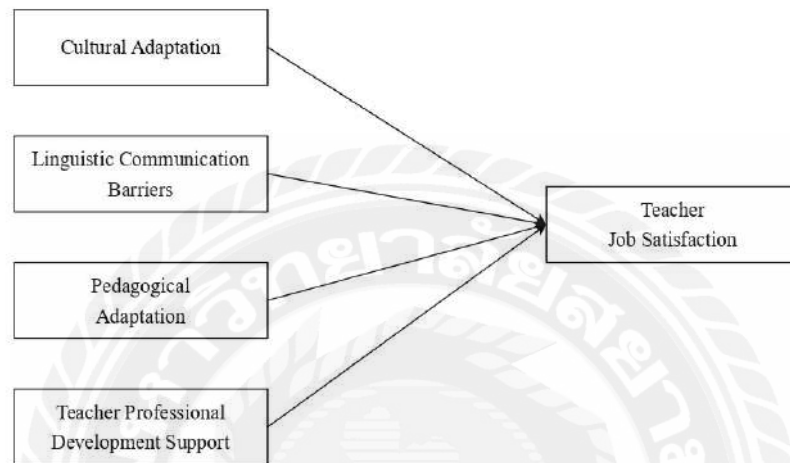 Cultural Adaptation
Linguistic Communication
Barriers
Teacher
Job Satisfaction
Pedagogical
Adaptation
Teacher Professional
Development Support